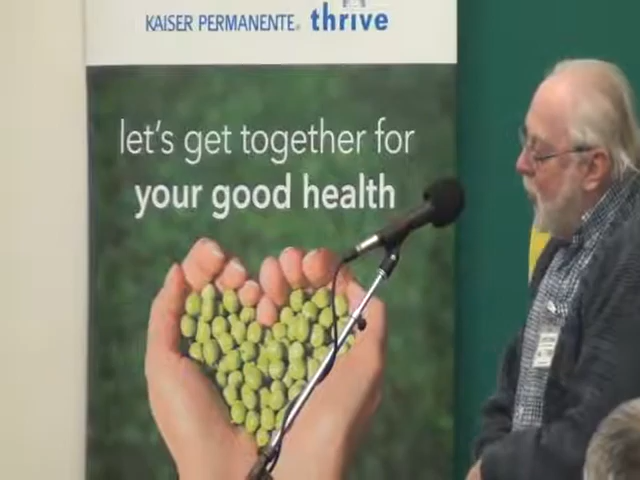 KAISER PERMANENTE® thrive
let's get together for
your good health